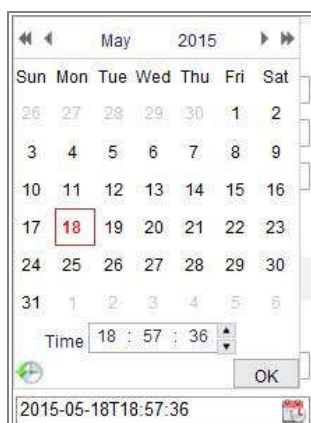 May 2015
Sun Mon Tue Wed Thu Fri Sat
26 27 28 29 30 1 2
3 4 5 6 7 8 9
10 11 12 13 14 15 16
17 18 19 20 21 22 23
24 25 26 27 28 29 30
31 1 2 3 4 5 6
Time 18 : 57 : 36
OK
2015-05-18T18:57:36